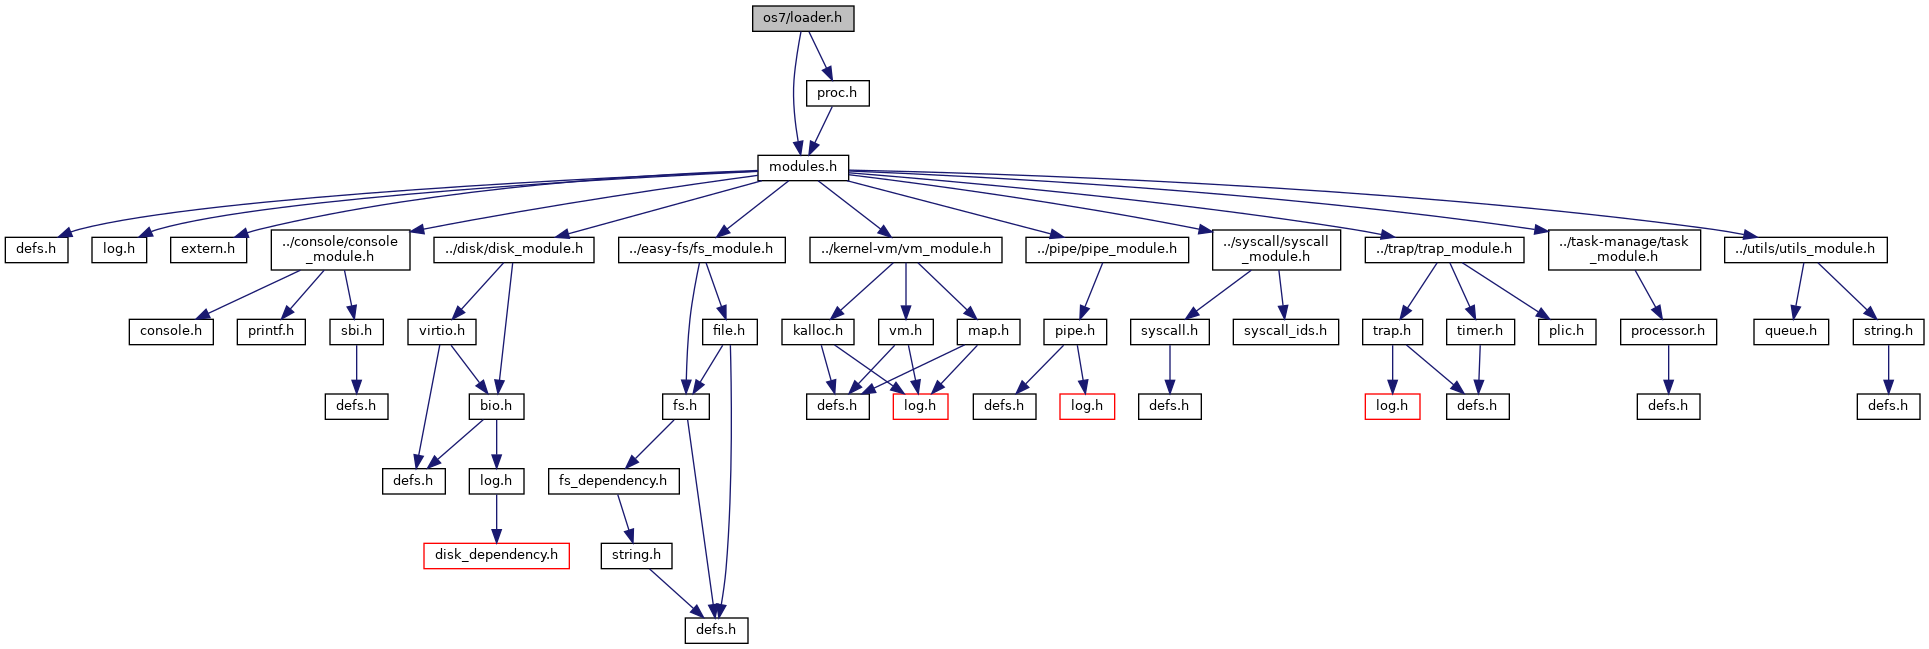 os7/loader.h
proc.h
modules.h
defs.h
log.h
extern.h
../console/console
_module.h
../disk/disk_module.h
../easy-fs/fs_module.h
../kernel-vm/vm_module.h
../pipe/pipe_module.h
../syscall/syscall
_module.h
../trap/trap_module.h
../task-manage/task
_module.h
../utils/utils_module.h
console.h
printf.h
sbi.h
virtio.h
file.h
kalloc.h
vm.h
map.h
pipe.h
syscall.h
syscall_ids.h
trap.h
timer.h
plic.h
processor.h
queue.h
string.h
defs.h
bio.h
fs.h
defs.h
log.h
defs.h
log.h
defs.h
log.h
defs.h
defs.h
defs.h
defs.h
log.h
fs_dependency.h
disk_dependency.h
string.h
defs.h